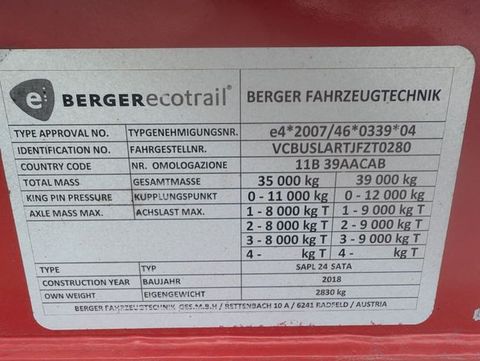 e BERGERecotrail® BERGER FAHRZEUGTECHNIK
TYPE APPROVAL NO. TYPGENEHMIGUNGSNR. e4*2007/46*0339*04
IDENTIFICATION NO. FAHRGESTELLNR. VCBUSLARTJFZT0280
COUNTRY CODE NR. OMOLOGAZIONE 11B 39AACAB
TOTAL MASS GESAMTMASSE 35 000 kg 39 000 kg
KING PIN PRESSURE KUPPLUNGSPUNKT 0 - 11 000 kg 0 - 12 000 kg
AXLE MASS MAX. ACHSLAST MAX. 1 - 8 000 kg T 1 - 9 000 kg T
2 - 8 000 kg T 2 - 9 000 kg T
3 - 8 000 kg T 3 - 9 000 kg T
4 - kg T 4 - kg T
TYPE TYP SAPL 24 SATA
CONSTRUCTION YEAR BAUJAHR 2018
OWN WEIGHT EIGENGEWICHT 2830 kg
BERGER FAHRZEUGTECHNIK GES.M.B.H / RETTENBACH 10 A / 6241 RADFELD / AUSTRIA